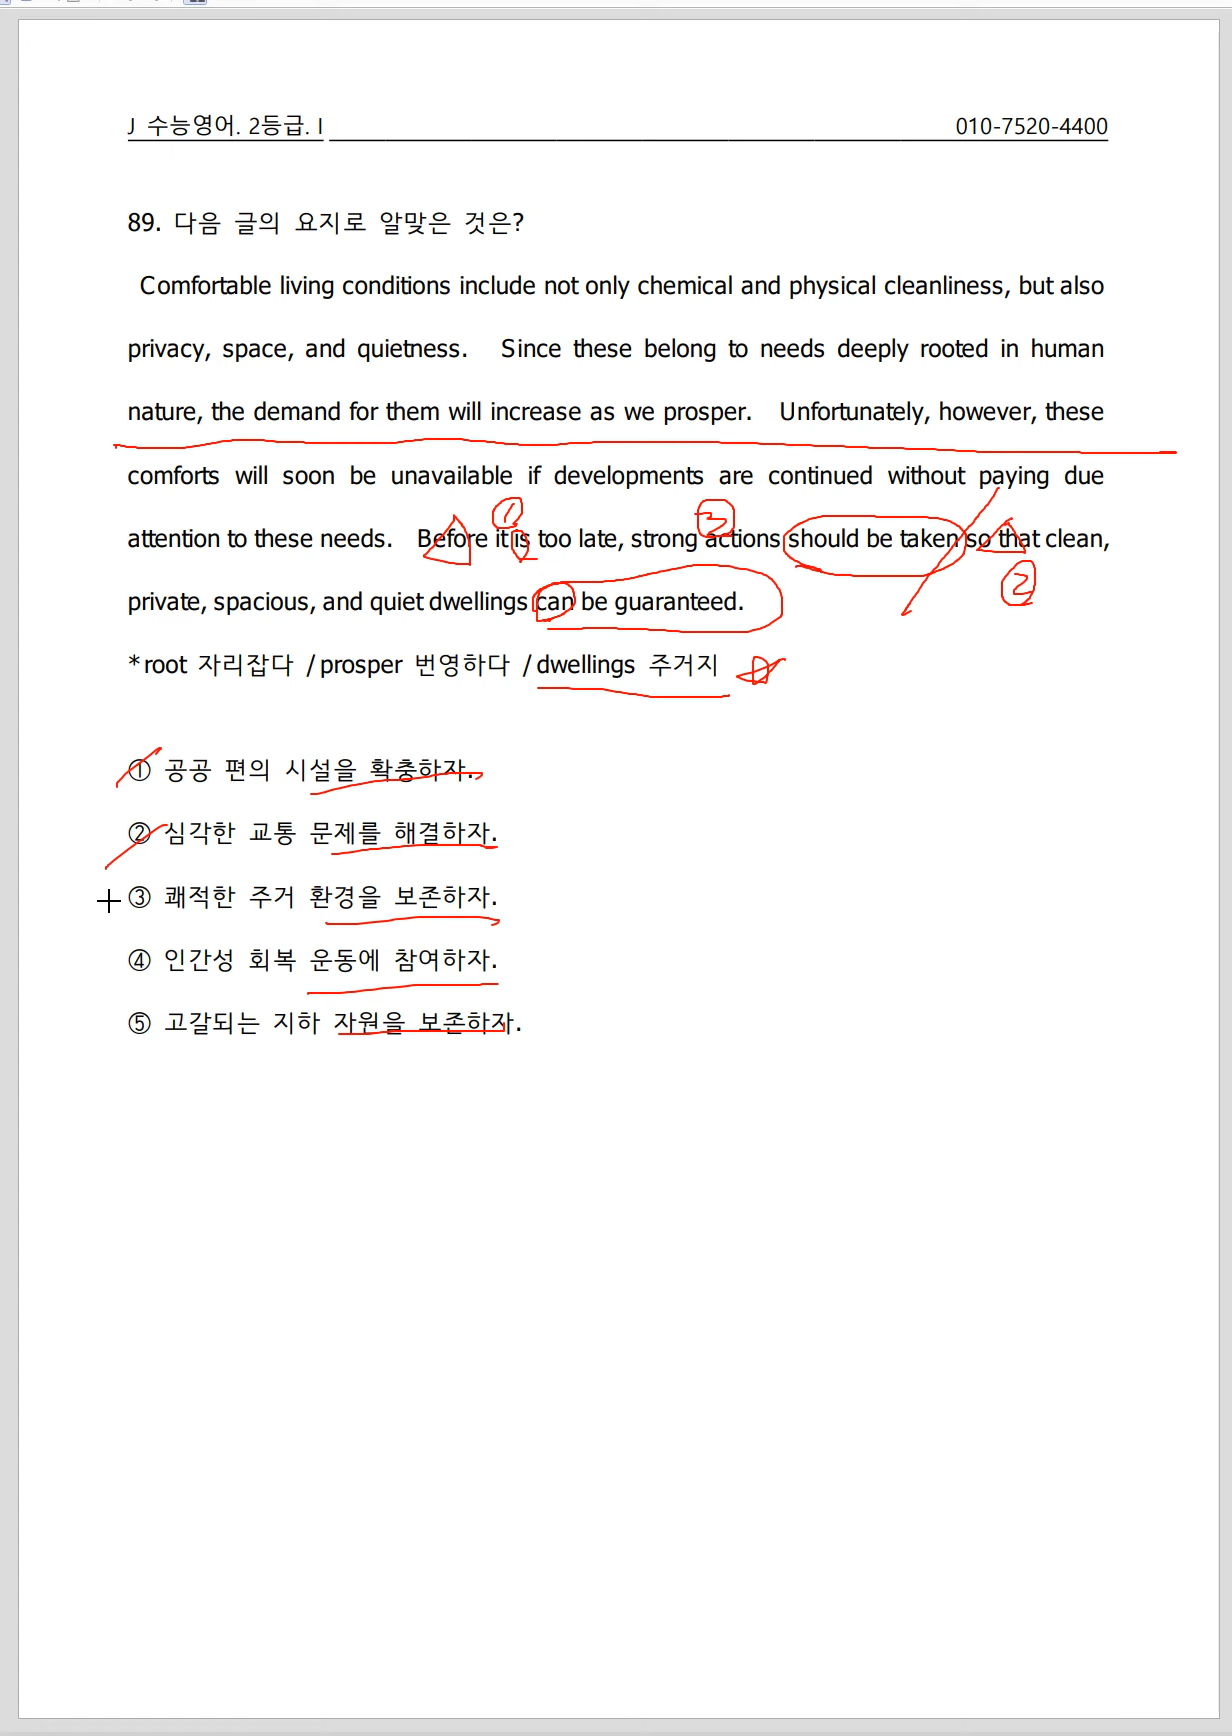 J 수능영어. 2등급. I 010-7520-4400
89. 다음 글의 요지로 알맞은 것은?
Comfortable living conditions include not only chemical and physical cleanliness, but also
privacy, space, and quietness. Since these belong to needs deeply rooted in human
nature, the demand for them will increase as we prosper. Unfortunately, however, these
comforts will soon be unavailable if developments are continued without paying due
① ②
attention to these needs. Before it is too late, strong actions should be taken so that clean,
②
private, spacious, and quiet dwellings can be guaranteed.
*root 자리잡다 /prosper 번영하다 /dwellings 주거지
① 공공 편의 시설을 확충하자.
② 심각한 교통 문제를 해결하자.
③ 쾌적한 주거 환경을 보존하자.
④ 인간성 회복 운동에 참여하자.
⑤ 고갈되는 지하 자원을 보존하자.